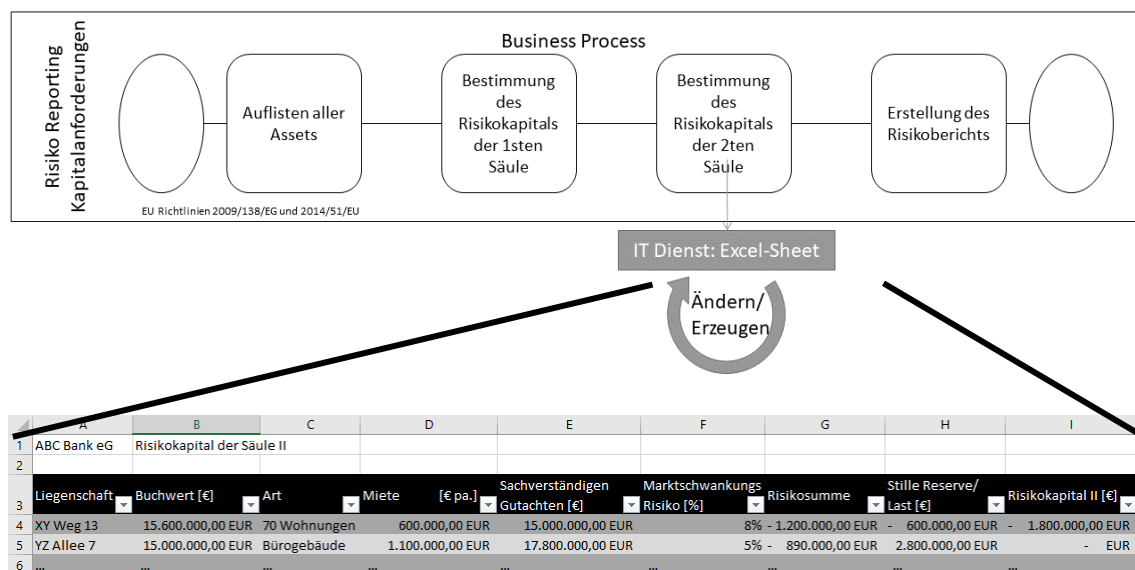 Risiko Reporting
Kapitalanforderungen
Business Process
Auflisten aller
Assets
Bestimmung
des
Risikokapitals
der 1sten
Säule
Bestimmung
des
Risikokapitals
der 2ten
Säule
Erstellung des
Risikoberichts
EU Richtlinien 2009/138/EG und 2014/51/EU
IT Dienst: Excel-Sheet
Ändern/
Erzeugen
A B C D E F G H I
1 ABC Bank eG Risikokapital der Säule II
2
3 Liegenschaft Buchwert [€] Art Miete [€ pa.] Sachverständigen Gutachten [€] Marktschwankungs Risiko [%] Risikosumme Stille Reserve/ Last [€] Risikokapital II [€]
4 XY Weg 13 15.600.000,00 EUR 70 Wohnungen 600.000,00 EUR 15.000.000,00 EUR 8% - 1.200.000,00 EUR - 600.000,00 EUR - 1.800.000,00 EUR
5 YZ Allee 7 15.000.000,00 EUR Bürogebäude 1.100.000,00 EUR 17.800.000,00 EUR 5% - 890.000,00 EUR 2.800.000,00 EUR - EUR
6 ... ... ... ... ... ... ... ... ...